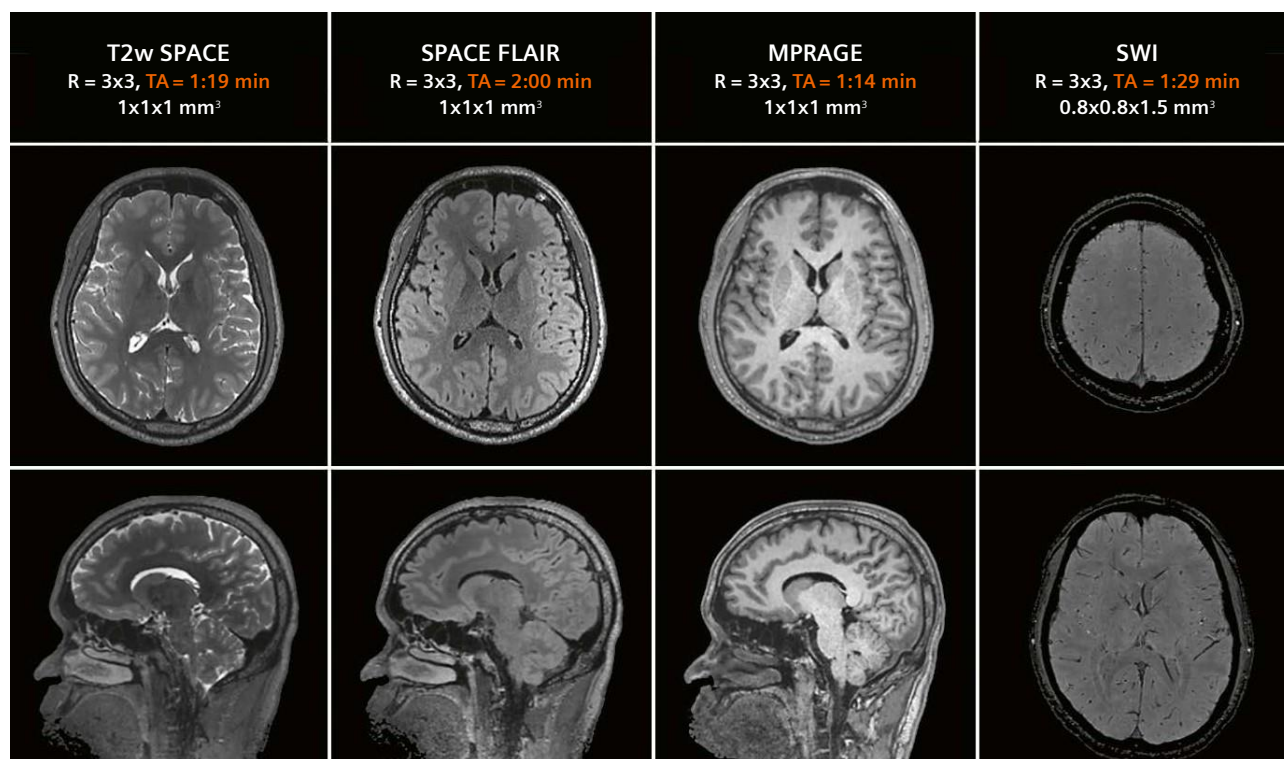 T2w SPACE
R = 3x3, TA = 1:19 min
1x1x1 mm³
SPACE FLAIR
R = 3x3, TA = 2:00 min
1x1x1 mm³
MPRAGE
R = 3x3, TA = 1:14 min
1x1x1 mm³
SWI
R = 3x3, TA = 1:29 min
0.8x0.8x1.5 mm³